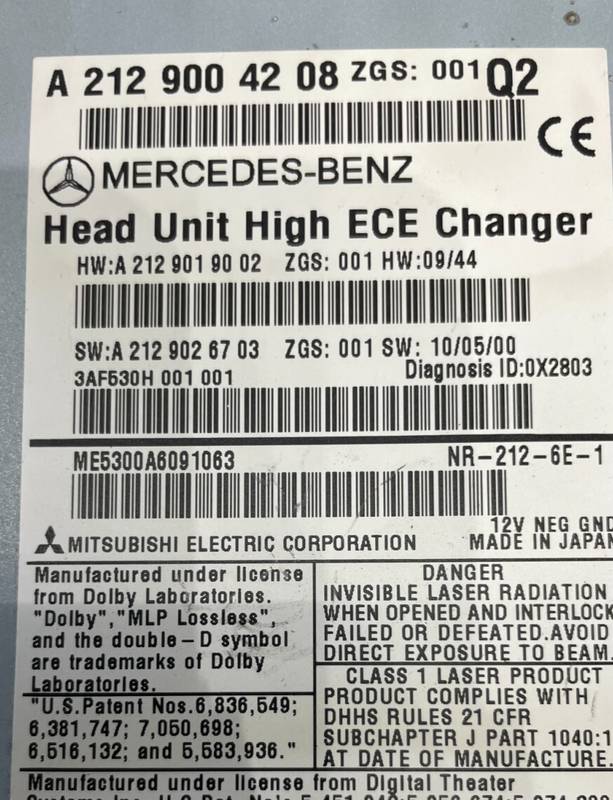 A 212 900 42 08 ZGS: 001 Q2
CE
MERCEDES-BENZ
Head Unit High ECE Changer
HW:A 212 901 90 02 ZGS: 001 HW:09/44
SW:A 212 902 67 03 ZGS: 001 SW: 10/05/00
3AF530H 001 001 Diagnosis ID:0X2803
ME5300A6091063 NR-212-6E-1
12V NEG GND
MITSUBISHI ELECTRIC CORPORATION MADE IN JAPAN
Manufactured under license
from Dolby Laboratories.
"Dolby","MLP Lossless",
and the double-D symbol
are trademarks of Dolby
Laboratories.
"U.S.Patent Nos.6,836,549;
6,381,747; 7,050,698;
6,516,132; and 5,583,936."
DANGER
INVISIBLE LASER RADIATION
WHEN OPENED AND INTERLOCK
FAILED OR DEFEATED.AVOID
DIRECT EXPOSURE TO BEAM.
CLASS 1 LASER PRODUCT
PRODUCT COMPLIES WITH
DHHS RULES 21 CFR
SUBCHAPTER J PART 1040:1
AT DATE OF MANUFACTURE.
Manufactured under license from Digital Theater